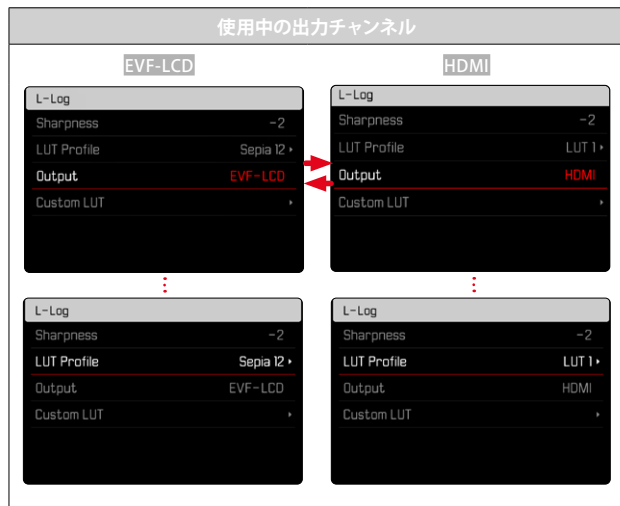 使用中の出力チャンネル
EVF-LCD
L-Log
Sharpness -2
LUT Profile Sepia 12
Output EVF-LCD
Custom LUT
L-Log
Sharpness -2
LUT Profile Sepia 12
Output EVF-LCD
Custom LUT
HDMI
L-Log
Sharpness -2
LUT Profile LUT 1
Output HDMI
Custom LUT
L-Log
Sharpness -2
LUT Profile LUT 1
Output HDMI
Custom LUT